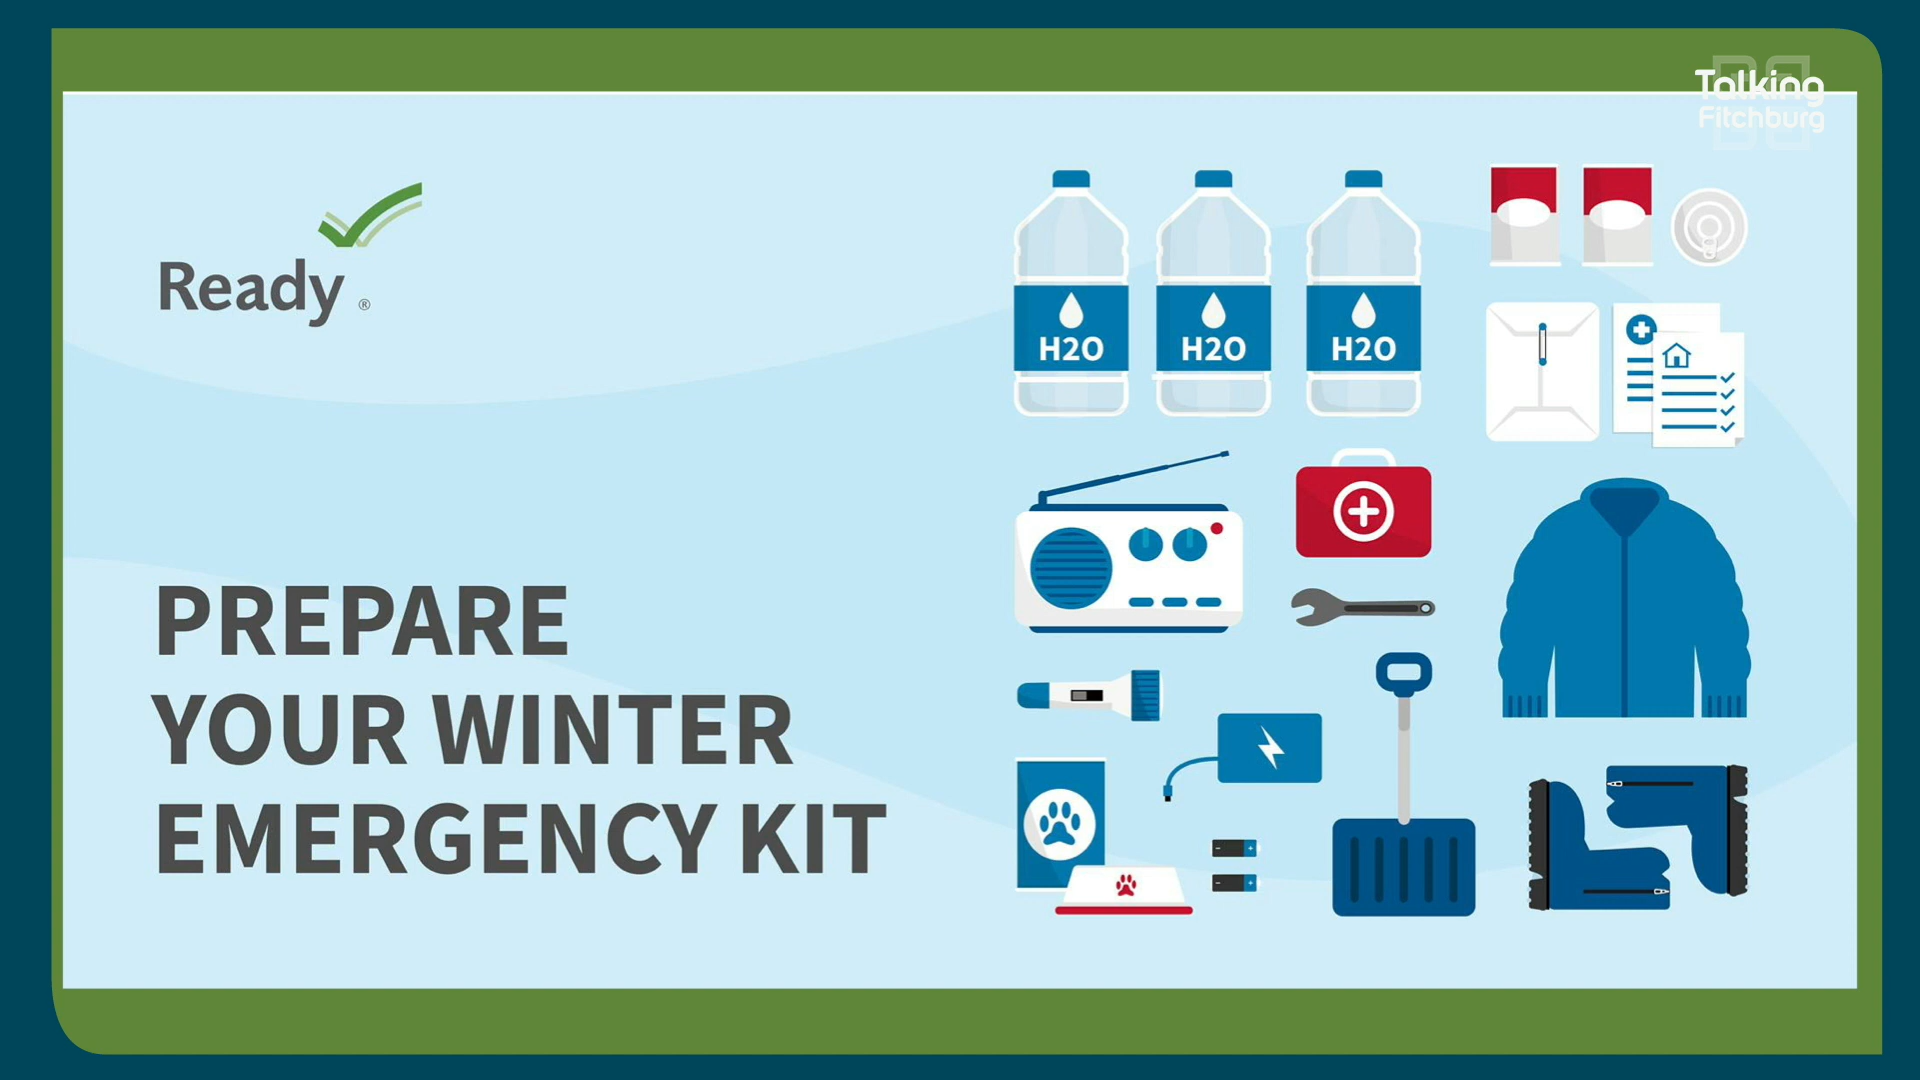 Talking
Fitchburg
Ready®
PREPARE
YOUR WINTER
EMERGENCY KIT
H2O
H2O
H2O